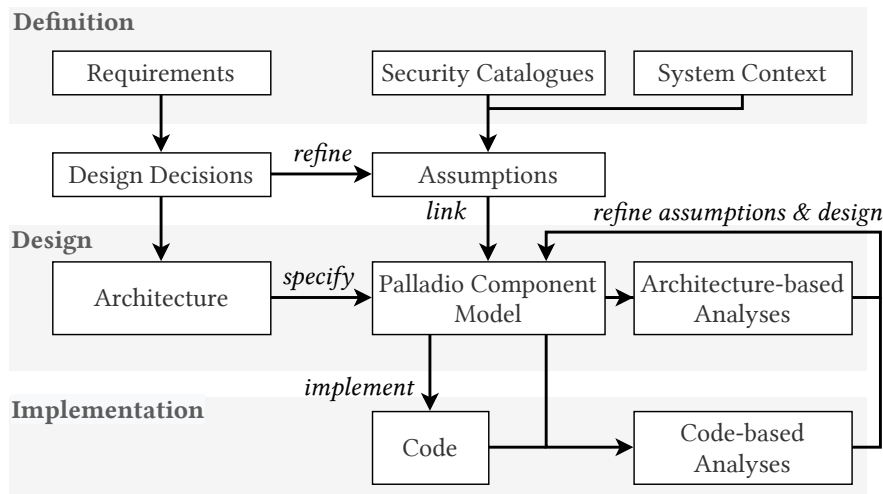 Definition
Requirements
Security Catalogues
System Context
Design Decisions
refine
Assumptions
link
refine assumptions & design
Design
Architecture
specify
Palladio Component
Model
Architecture-based
Analyses
implement
Implementation
Code
Code-based
Analyses